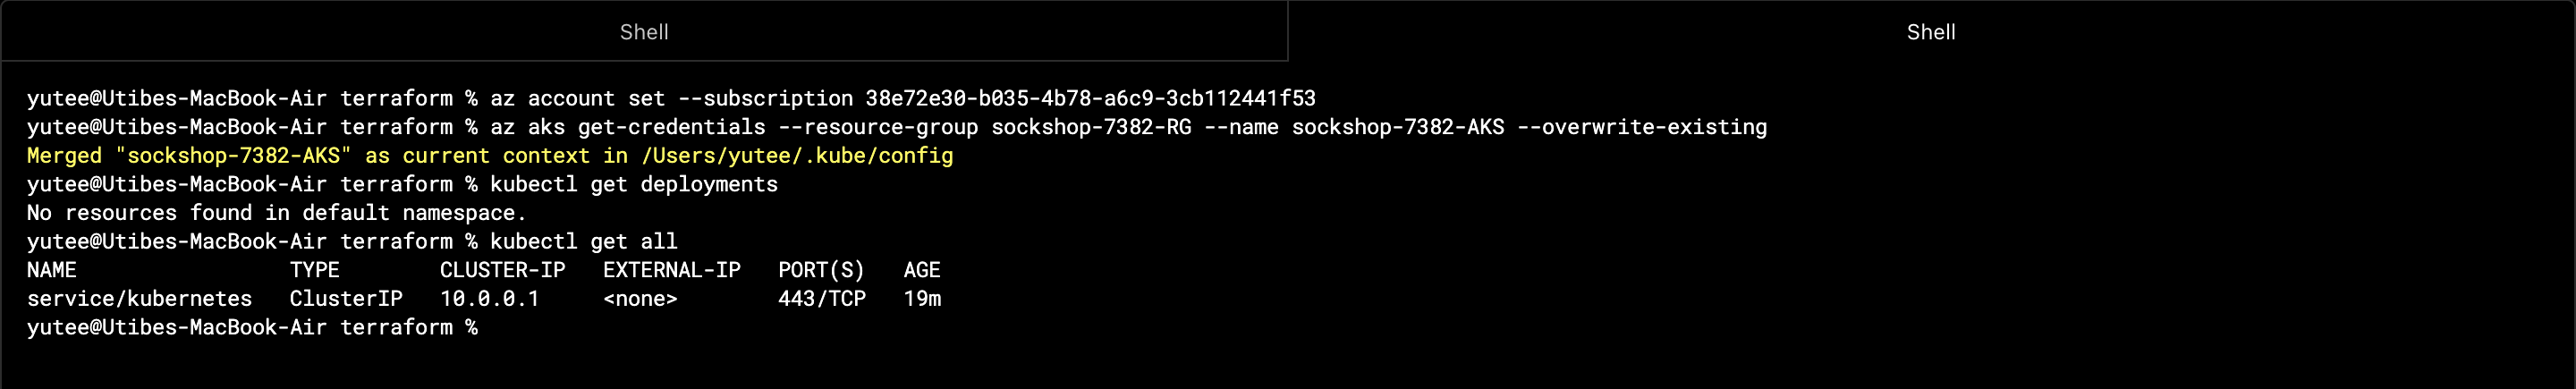 Shell
Shell
yutee@Utibes-MacBook-Air terraform % az account set --subscription 38e72e30-b035-4b78-a6c9-3cb112441f53
yutee@Utibes-MacBook-Air terraform % az aks get-credentials --resource-group sockshop-7382-RG --name sockshop-7382-AKS --overwrite-existing
Merged "sockshop-7382-AKS" as current context in /Users/yutee/.kube/config
yutee@Utibes-MacBook-Air terraform % kubectl get deployments
No resources found in default namespace.
yutee@Utibes-MacBook-Air terraform % kubectl get all
NAME                 TYPE        CLUSTER-IP   EXTERNAL-IP   PORT(S)   AGE
service/kubernetes   ClusterIP   10.0.0.1     <none>        443/TCP   19m
yutee@Utibes-MacBook-Air terraform %